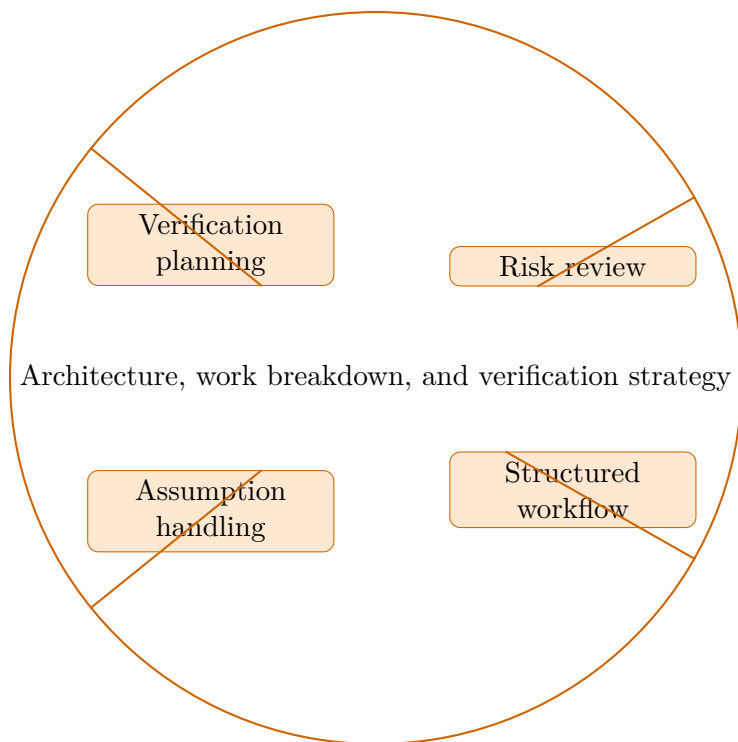 Verification
planning
Risk review
Architecture, work breakdown, and verification strategy
Assumption
handling
Structured
workflow